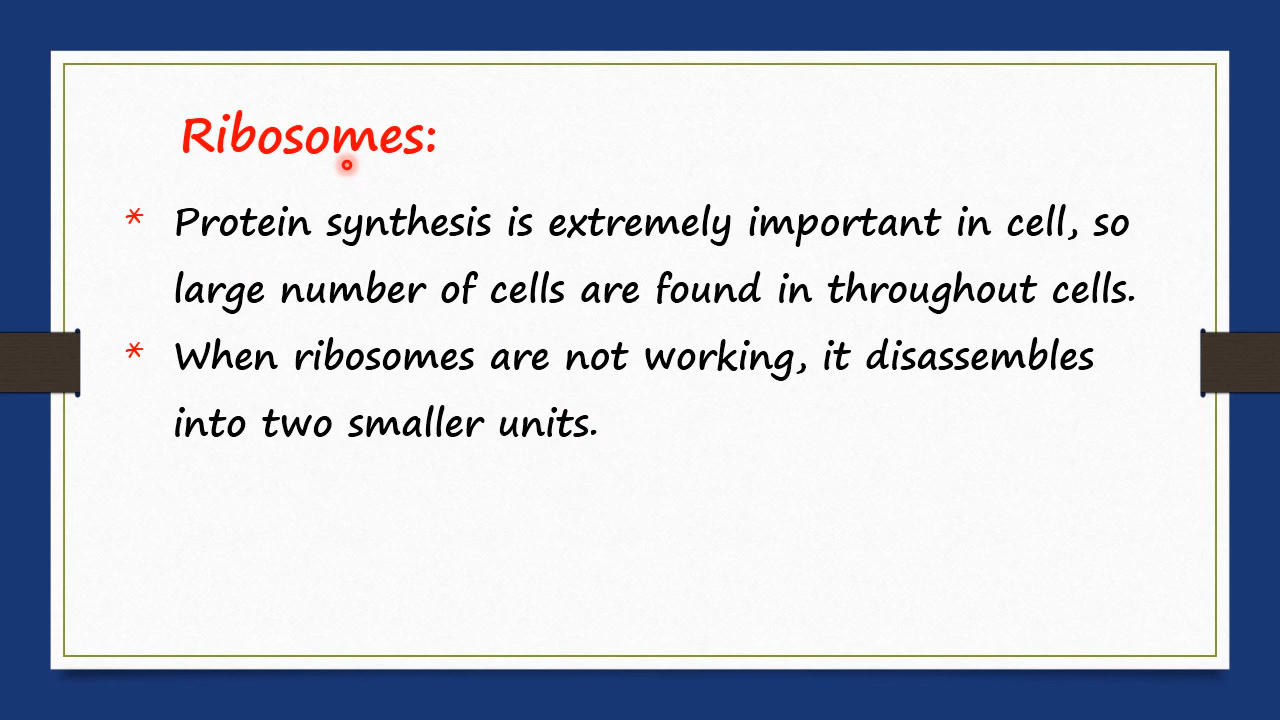 Ribosomes:
* Protein synthesis is extremely important in cell, so
large number of cells are found in throughout cells.
* When ribosomes are not working, it disassembles
into two smaller units.